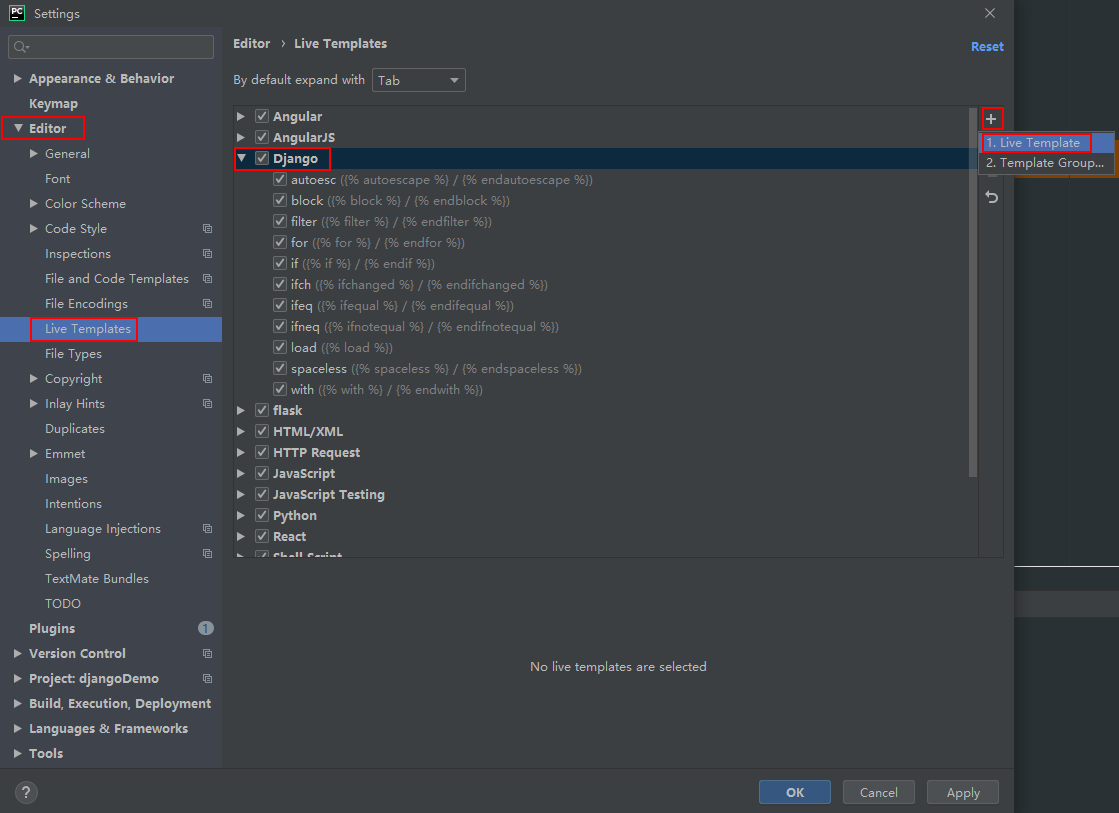 PC Settings
Appearance & Behavior
Keymap
Editor
General
Font
Color Scheme
Code Style
Inspections
File and Code Templates
File Encodings
Live Templates
File Types
Copyright
Inlay Hints
Duplicates
Emmet
Images
Intentions
Language Injections
Spelling
TextMate Bundles
TODO
Plugins 1
Version Control
Project: djangoDemo
Build, Execution, Deployment
Languages & Frameworks
Tools
?
Editor › Live Templates
Reset
By default expand with Tab
Angular
AngularJS
Django
autoesc ({% autoescape %} / {% endautoescape %})
block ({% block %} / {% endblock %})
filter ({% filter %} / {% endfilter %})
for ({% for %} / {% endfor %})
if ({% if %} / {% endif %})
ifch ({% ifchanged %} / {% endifchanged %})
ifeq ({% ifequal %} / {% endifequal %})
ifneq ({% ifnotequal %} / {% endifnotequal %})
load ({% load %})
spaceless ({% spaceless %} / {% endspaceless %})
with ({% with %} / {% endwith %})
flask
HTML/XML
HTTP Request
JavaScript
JavaScript Testing
Python
React
Shell Script
1. Live Template
2. Template Group...
No live templates are selected
OK Cancel Apply